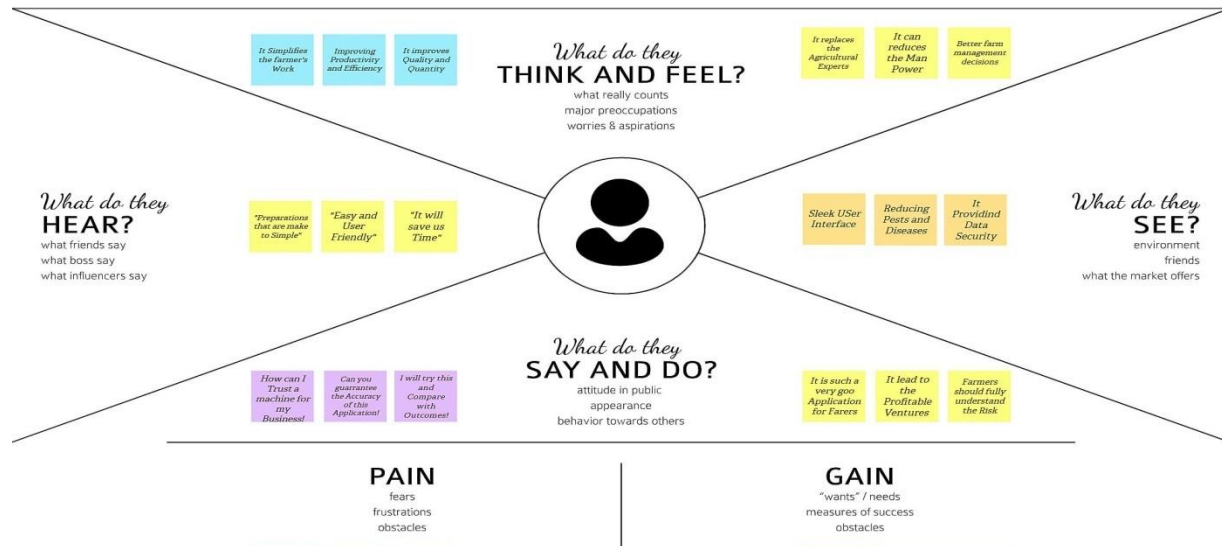 It Simplifies
the farmer's
Work
Improving
Productivity
and Efficiency
It improves
Quality and
Quantity
What do they
THINK AND FEEL?
what really counts
major preoccupations
worries & aspirations
It replaces
the
Agricultural
Experts
It can
reduces
the Man
Power
Better farm
management
decisions
What do they
HEAR?
what friends say
what boss say
what influencers say
"Preparations
that are make
to Simple"
"Easy and
User
Friendly"
"It will
save us
Time"
Sleek USer
Interface
Reducing
Pests and
Diseases
It
Providind
Data
Security
What do they
SEE?
environment
friends
what the market offers
What do they
SAY AND DO?
attitude in public
appearance
behavior towards others
How can I
Trust a
machine for
my
Business!
Can you
guarrantee
the Accuracy
of this
Application!
I will try this
and
Compare
with
Outcomes!
It is such a
very goo
Application
for Farers
It lead to
the
Profitable
Ventures
Farmers
should fully
understand
the Risk
PAIN
fears
frustrations
obstacles
GAIN
"wants" / needs
measures of success
obstacles